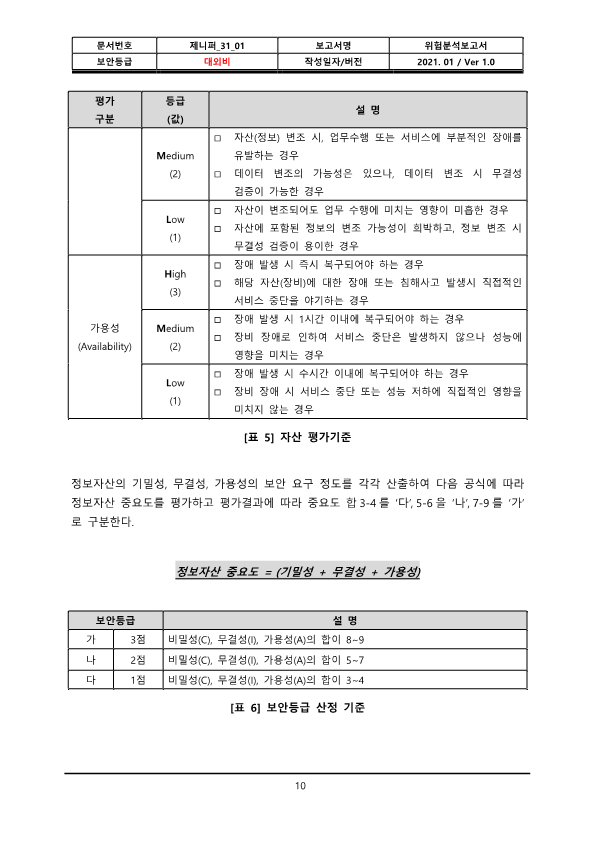 문서번호 제니퍼_31_01 보고서명 위험분석보고서
보안등급 대외비 작성일자/버전 2021. 01 / Ver 1.0
평가 구분 등급 (값) 설 명
Medium (2)
□ 자산(정보) 변조 시, 업무수행 또는 서비스에 부분적인 장애를
유발하는 경우
□ 데이터 변조의 가능성은 있으나, 데이터 변조 시 무결성
검증이 가능한 경우
Low (1)
□ 자산이 변조되어도 업무 수행에 미치는 영향이 미흡한 경우
□ 자산에 포함된 정보의 변조 가능성이 희박하고, 정보 변조 시
무결성 검증이 용이한 경우
가용성
(Availability)
High (3)
□ 장애 발생 시 즉시 복구되어야 하는 경우
□ 해당 자산(장비)에 대한 장애 또는 침해사고 발생시 직접적인
서비스 중단을 야기하는 경우
Medium (2)
□ 장애 발생 시 1시간 이내에 복구되어야 하는 경우
□ 장비 장애로 인하여 서비스 중단은 발생하지 않으나 성능에
영향을 미치는 경우
Low (1)
□ 장애 발생 시 수시간 이내에 복구되어야 하는 경우
□ 장비 장애 시 서비스 중단 또는 성능 저하에 직접적인 영향을
미치지 않는 경우
[표 5] 자산 평가기준
정보자산의 기밀성, 무결성, 가용성의 보안 요구 정도를 각각 산출하여 다음 공식에 따라
정보자산 중요도를 평가하고 평가결과에 따라 중요도 합 3-4 를 '다', 5-6 을 '나', 7-9 를 '가'
로 구분한다.
정보자산 중요도 = (기밀성 + 무결성 + 가용성)
보안등급 설 명
가 3점 비밀성(C), 무결성(I), 가용성(A)의 합이 8~9
나 2점 비밀성(C), 무결성(I), 가용성(A)의 합이 5~7
다 1점 비밀성(C), 무결성(I), 가용성(A)의 합이 3~4
[표 6] 보안등급 산정 기준
10